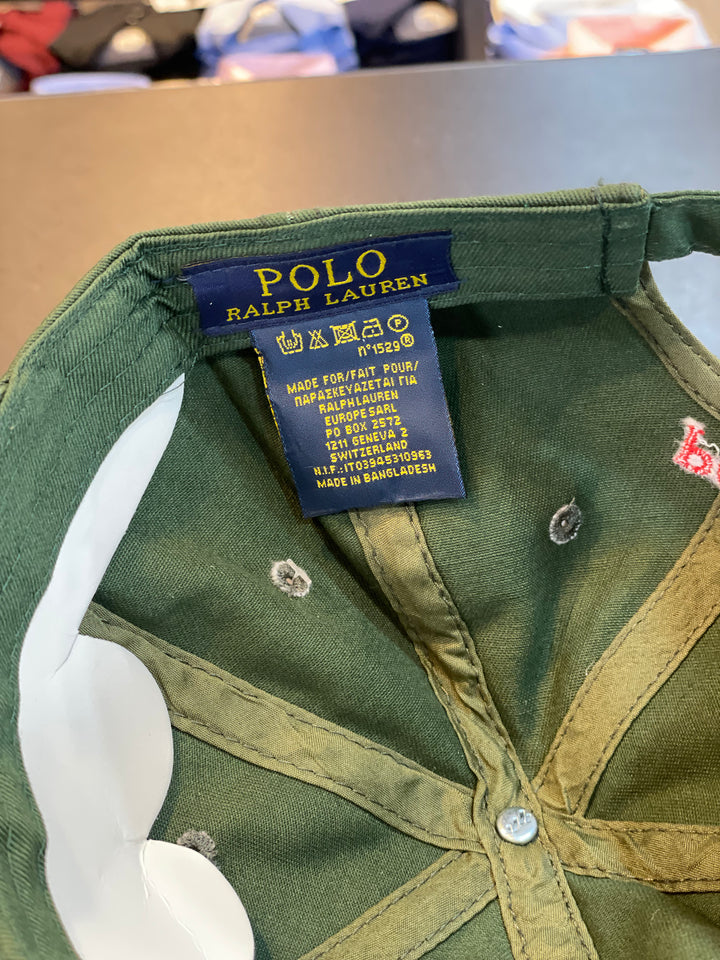 POLO
RALPH LAUREN
n°1529®
MADE FOR/FAIT POUR/
ΠΑΡΑΣΚΕΥΑΖΕΤΑΙ ΓΙΑ
RALPH LAUREN
EUROPE SARL
PO BOX 2572
1211 GENEVA 2
SWITZERLAND
N.I.F.:IT03945310963
MADE IN BANGLADESH